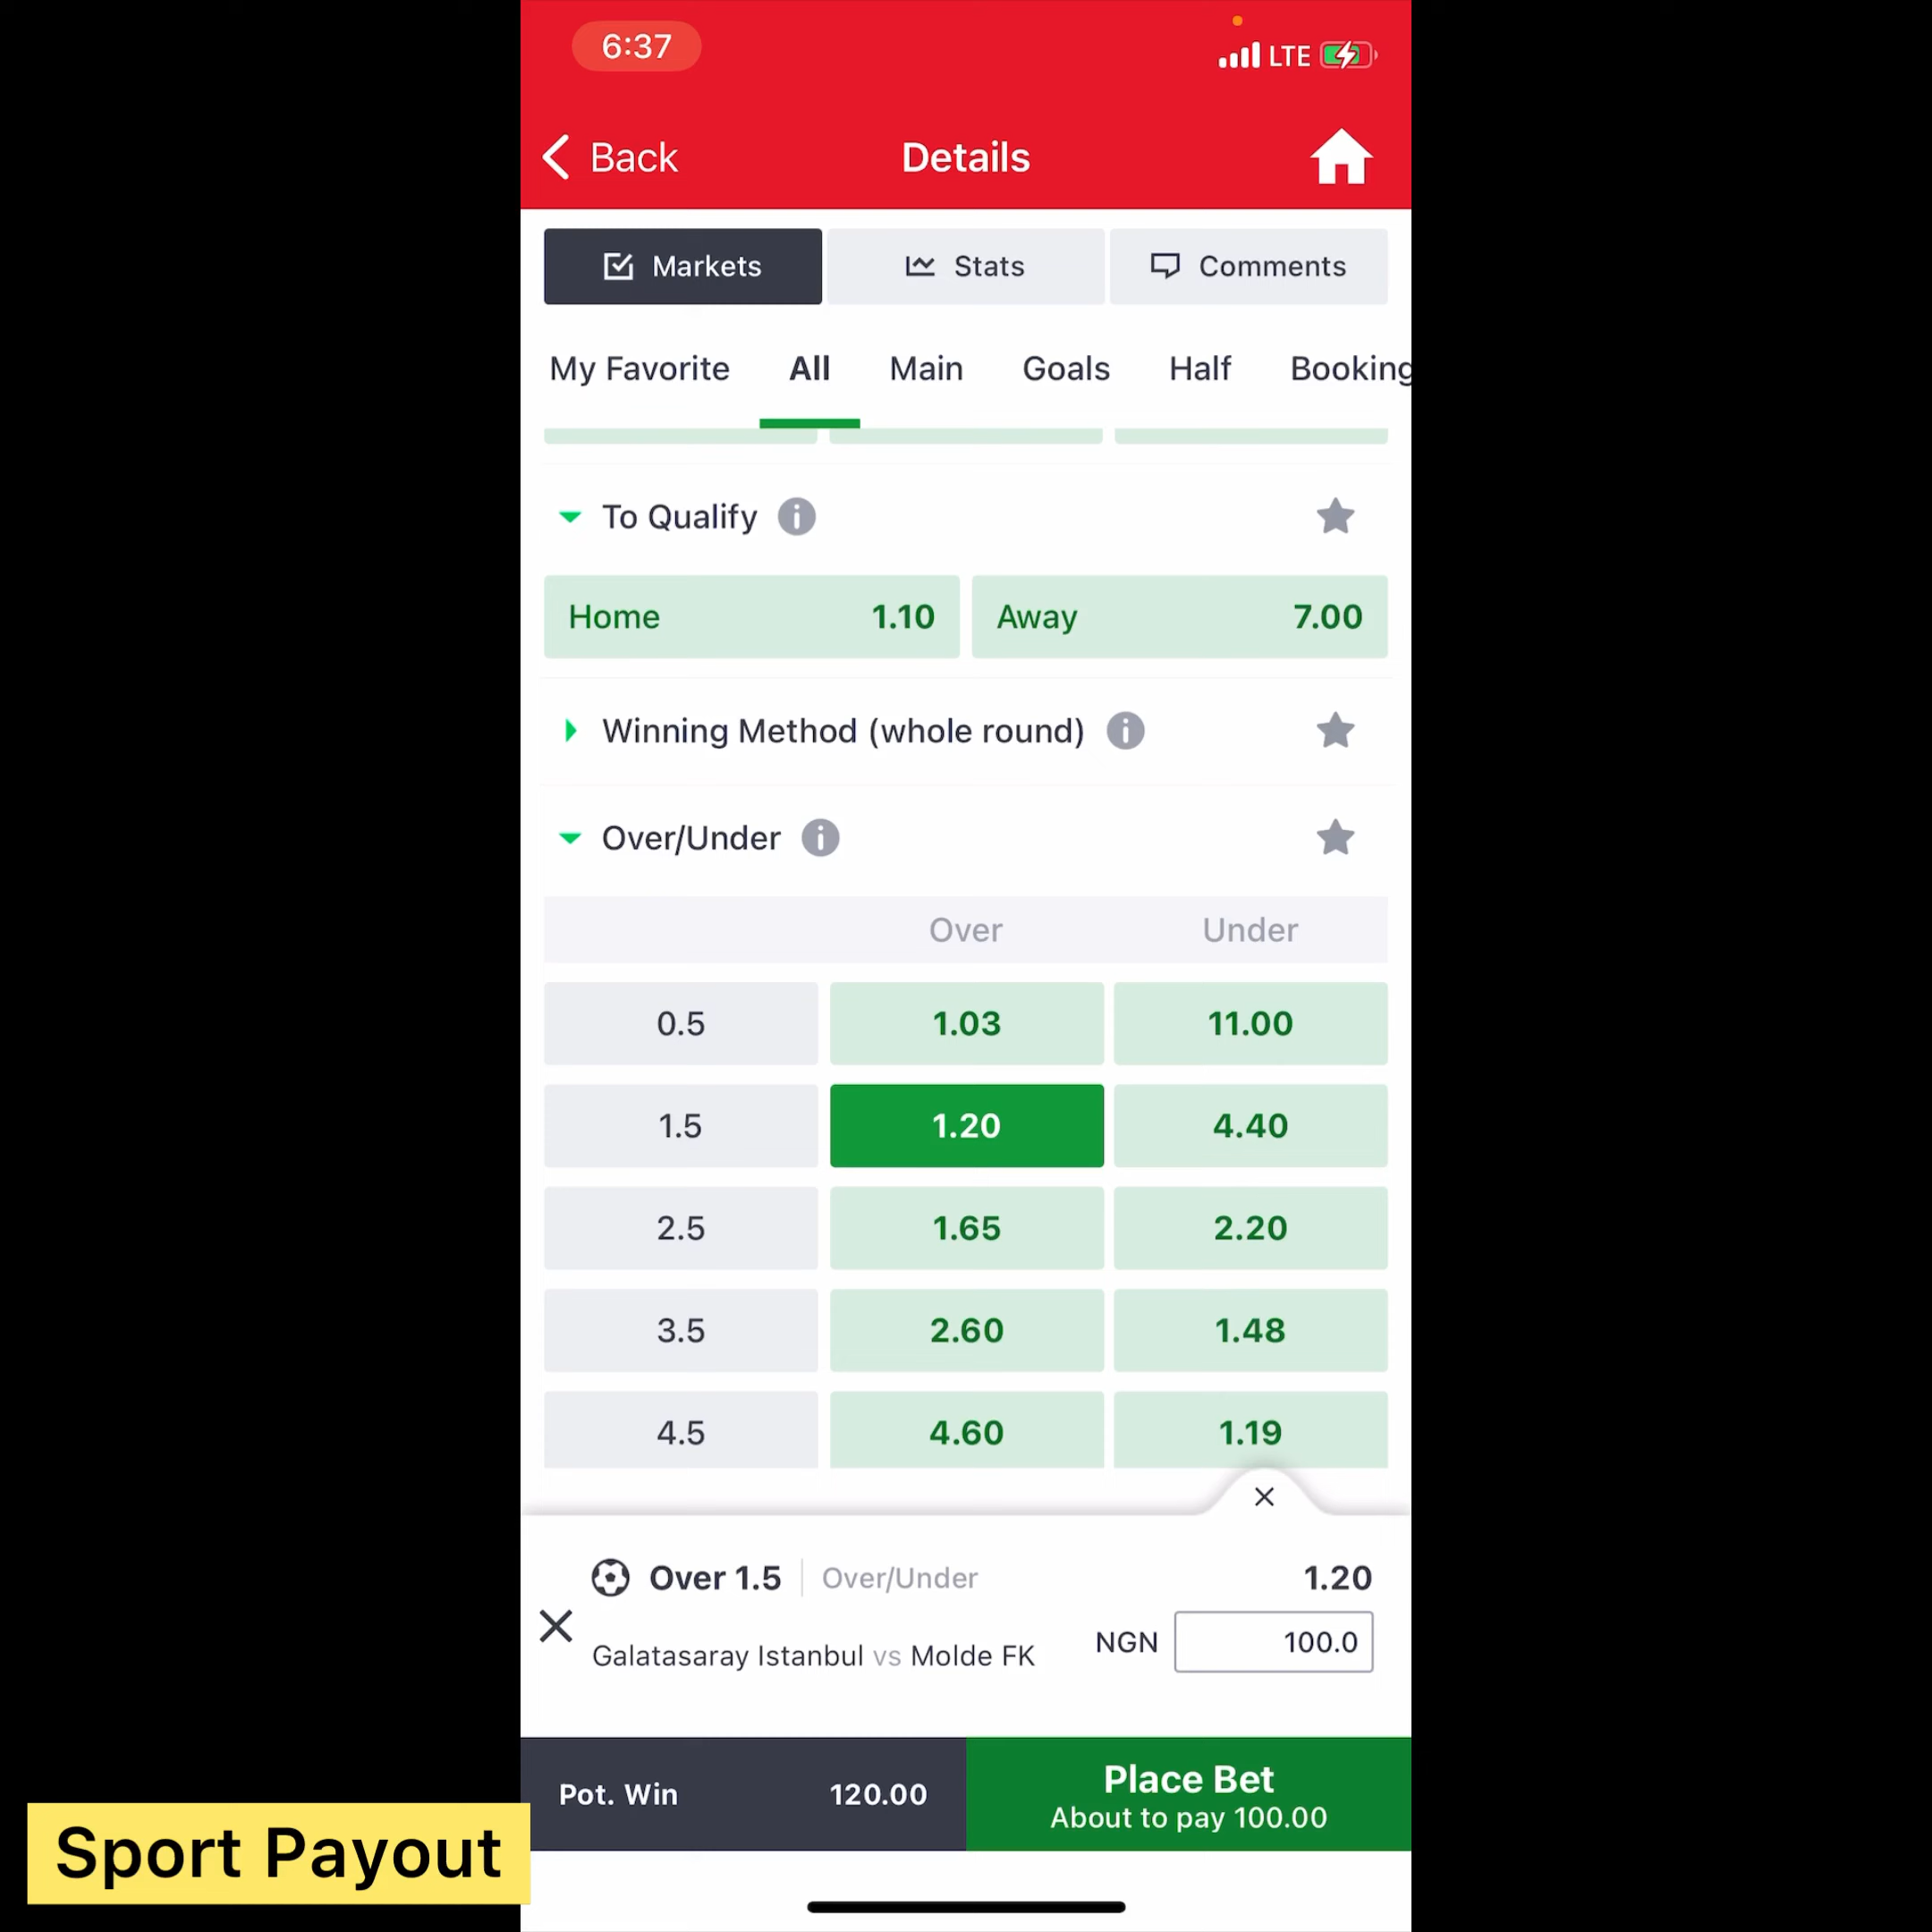 6:37
LTE
Back
Details
Markets
Stats
Comments
My Favorite
All
Main
Goals
Half
Booking
To Qualify
Home 1.10
Away 7.00
Winning Method (whole round)
Over/Under
Over Under
0.5 1.03 11.00
1.5 1.20 4.40
2.5 1.65 2.20
3.5 2.60 1.48
4.5 4.60 1.19
Over 1.5 Over/Under 1.20
Galatasaray Istanbul vs Molde FK NGN 100.0
Pot. Win 120.00
Place Bet
About to pay 100.00
Sport Payout